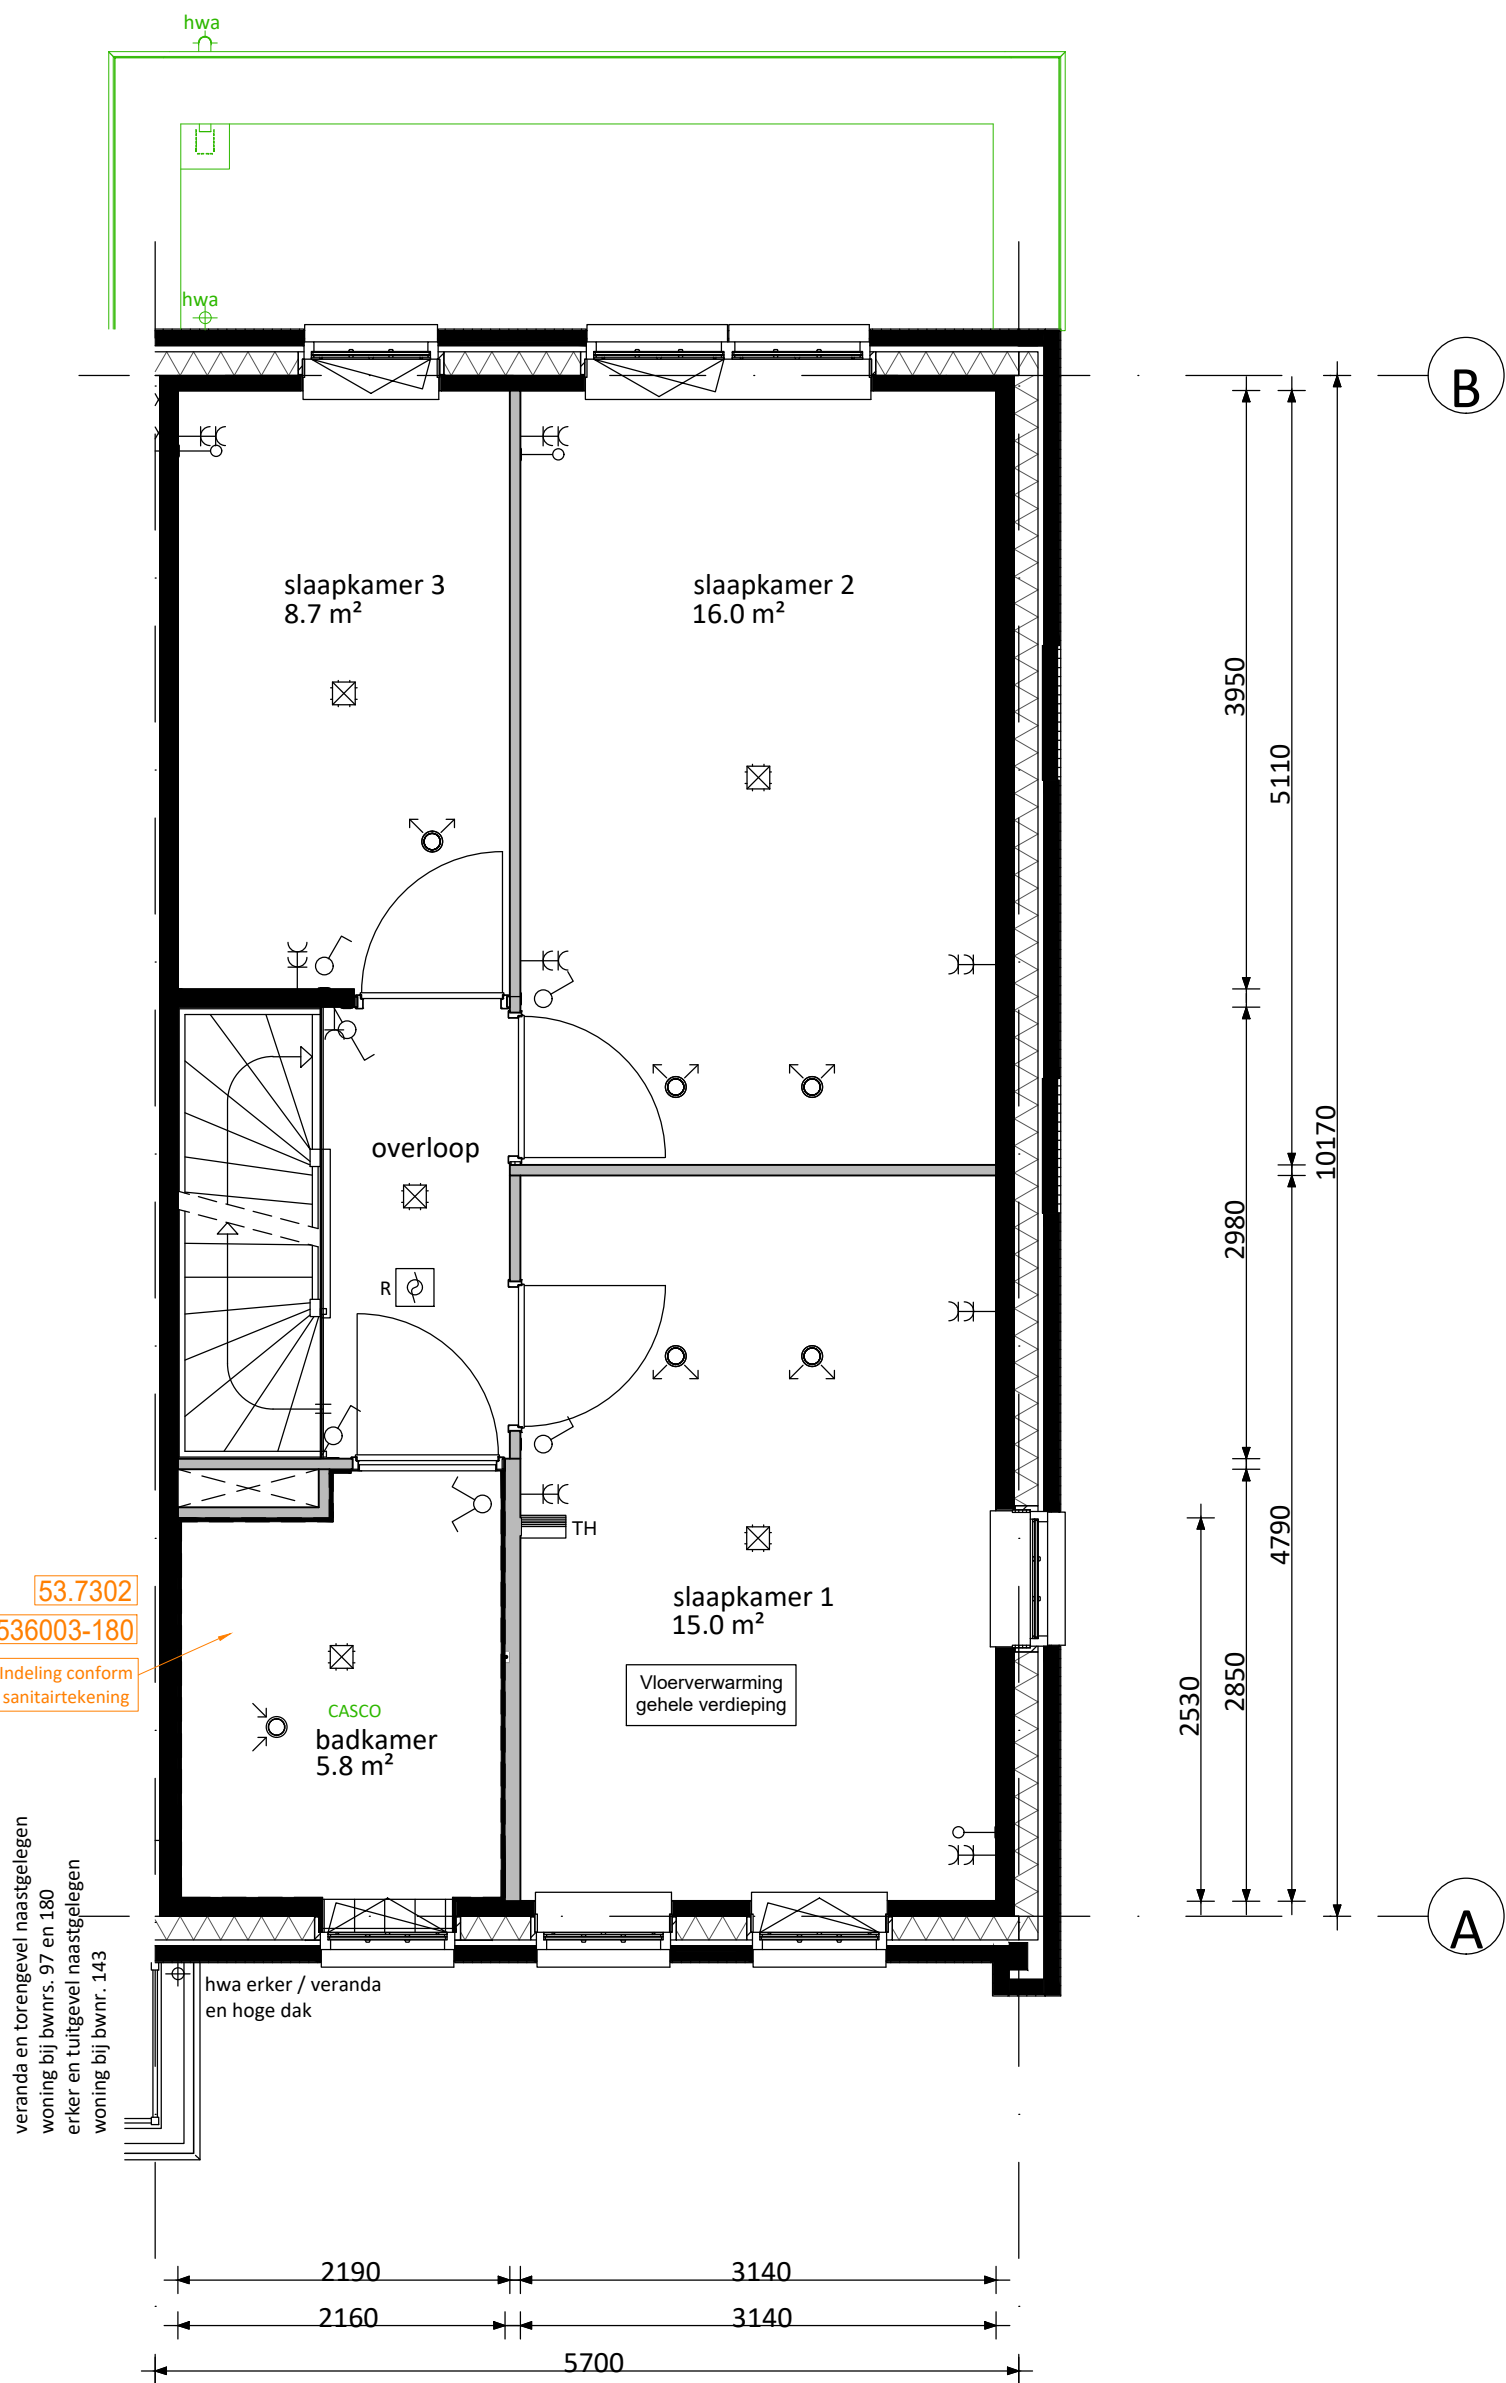 hwa
hwa
B
slaapkamer 3
8.7 m²
slaapkamer 2
16.0 m²
3950
5110
10170
overloop
2980
R
TH
4790
53.7302
536003-180
Indeling conform
sanitairtekening
slaapkamer 1
15.0 m²
Vloerverwarming
gehele verdieping
2530
2850
CASCO
badkamer
5.8 m²
A
veranda en torengevel naastgelegen
woning bij bwnrs. 97 en 180
erker en tuitgevel naastgelegen
woning bij bwnr. 143
hwa erker / veranda
en hoge dak
2190
3140
2160
3140
5700